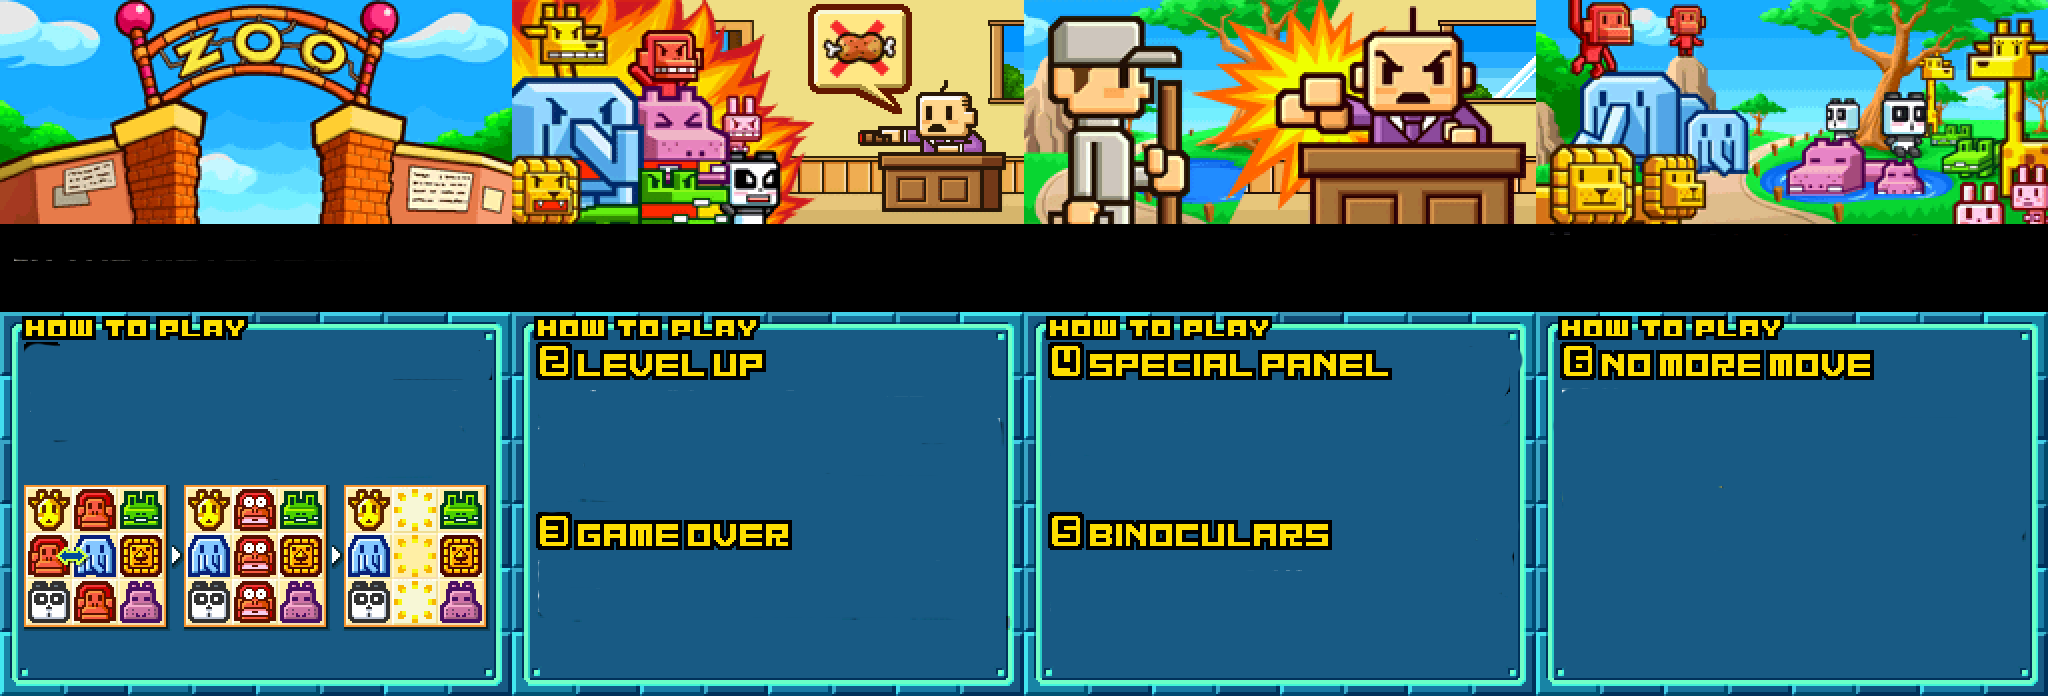 ZOO
HOW TO PLAY
HOW TO PLAY
2 LEVEL UP
3 GAME OVER
HOW TO PLAY
4 SPECIAL PANEL
5 BINOCULARS
HOW TO PLAY
6 NO MORE MOVE